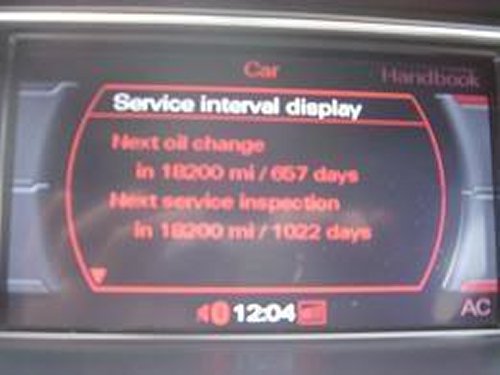 Car
Handbook
Service interval display
Next oil change
in 18200 mi / 657 days
Next service inspection
in 18200 mi / 1022 days
12:04
AC